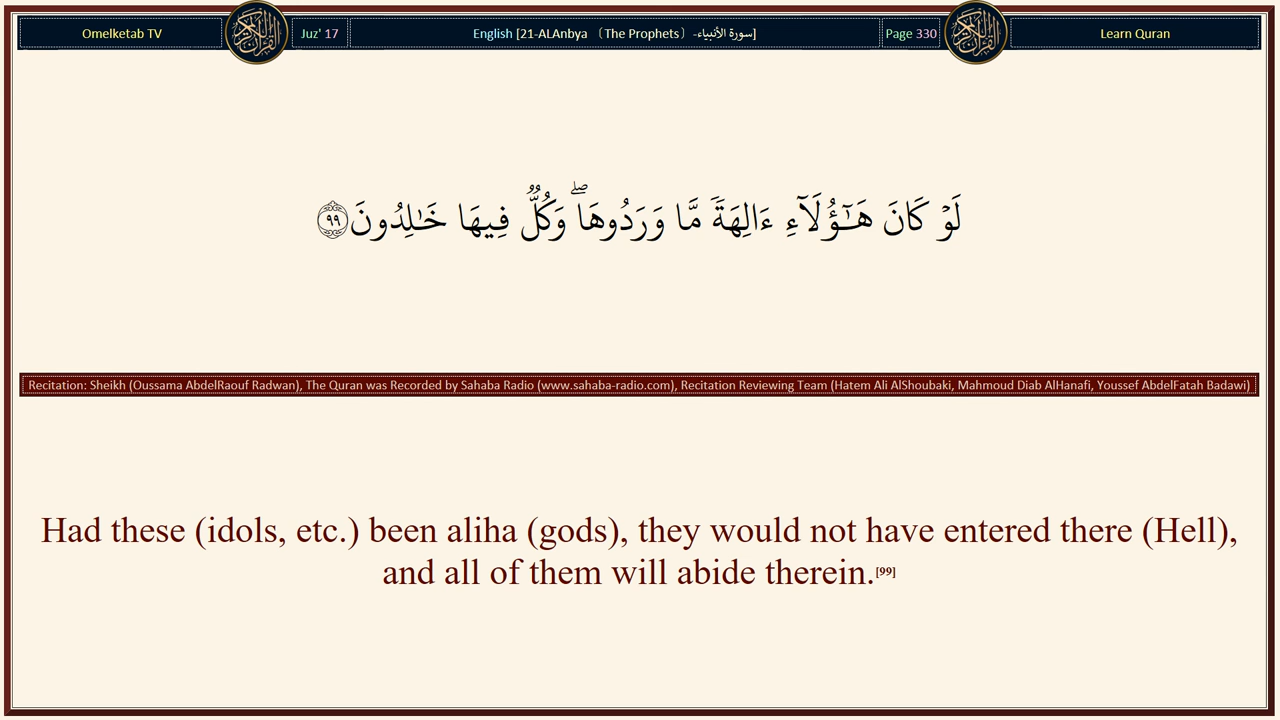 Omelketab TV
Juz' 17
English [21-ALAnbya （The Prophets） -سورة الأنبياء]
Page 330
Learn Quran
لَوۡ كَانَ هَـٰٓؤُلَآءِ ءَالِهَةٗ مَّا وَرَدُوهَاۖ وَكُلّٞ فِيهَا خَٰلِدُونَ ٩٩
Recitation: Sheikh (Oussama AbdelRaouf Radwan), The Quran was Recorded by Sahaba Radio (www.sahaba-radio.com), Recitation Reviewing Team (Hatem Ali AlShoubaki, Mahmoud Diab AlHanafi, Youssef AbdelFatah Badawi)
Had these (idols, etc.) been aliha (gods), they would not have entered there (Hell),
and all of them will abide therein.[99]